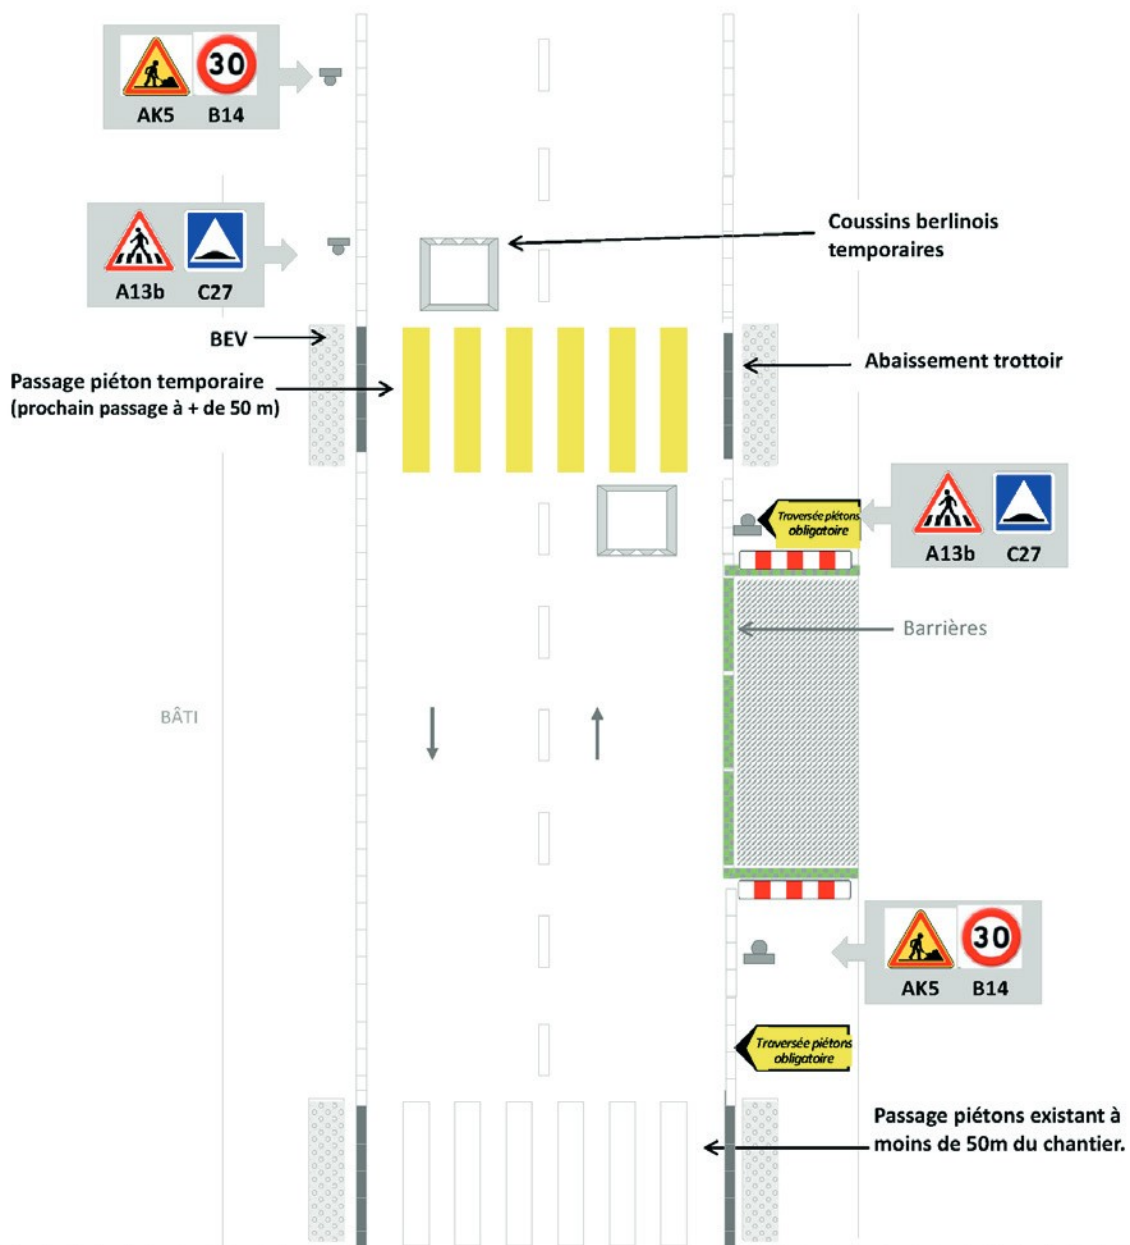 30
AK5 B14
Coussins berlinois
temporaires
A13b C27
BEV
Abaissement trottoir
Passage piéton temporaire
(prochain passage à + de 50 m)
Traversée piétons
obligatoire
A13b C27
Barrières
BÂTI
30
AK5 B14
Traversée piétons
obligatoire
Passage piétons existant à
moins de 50m du chantier.